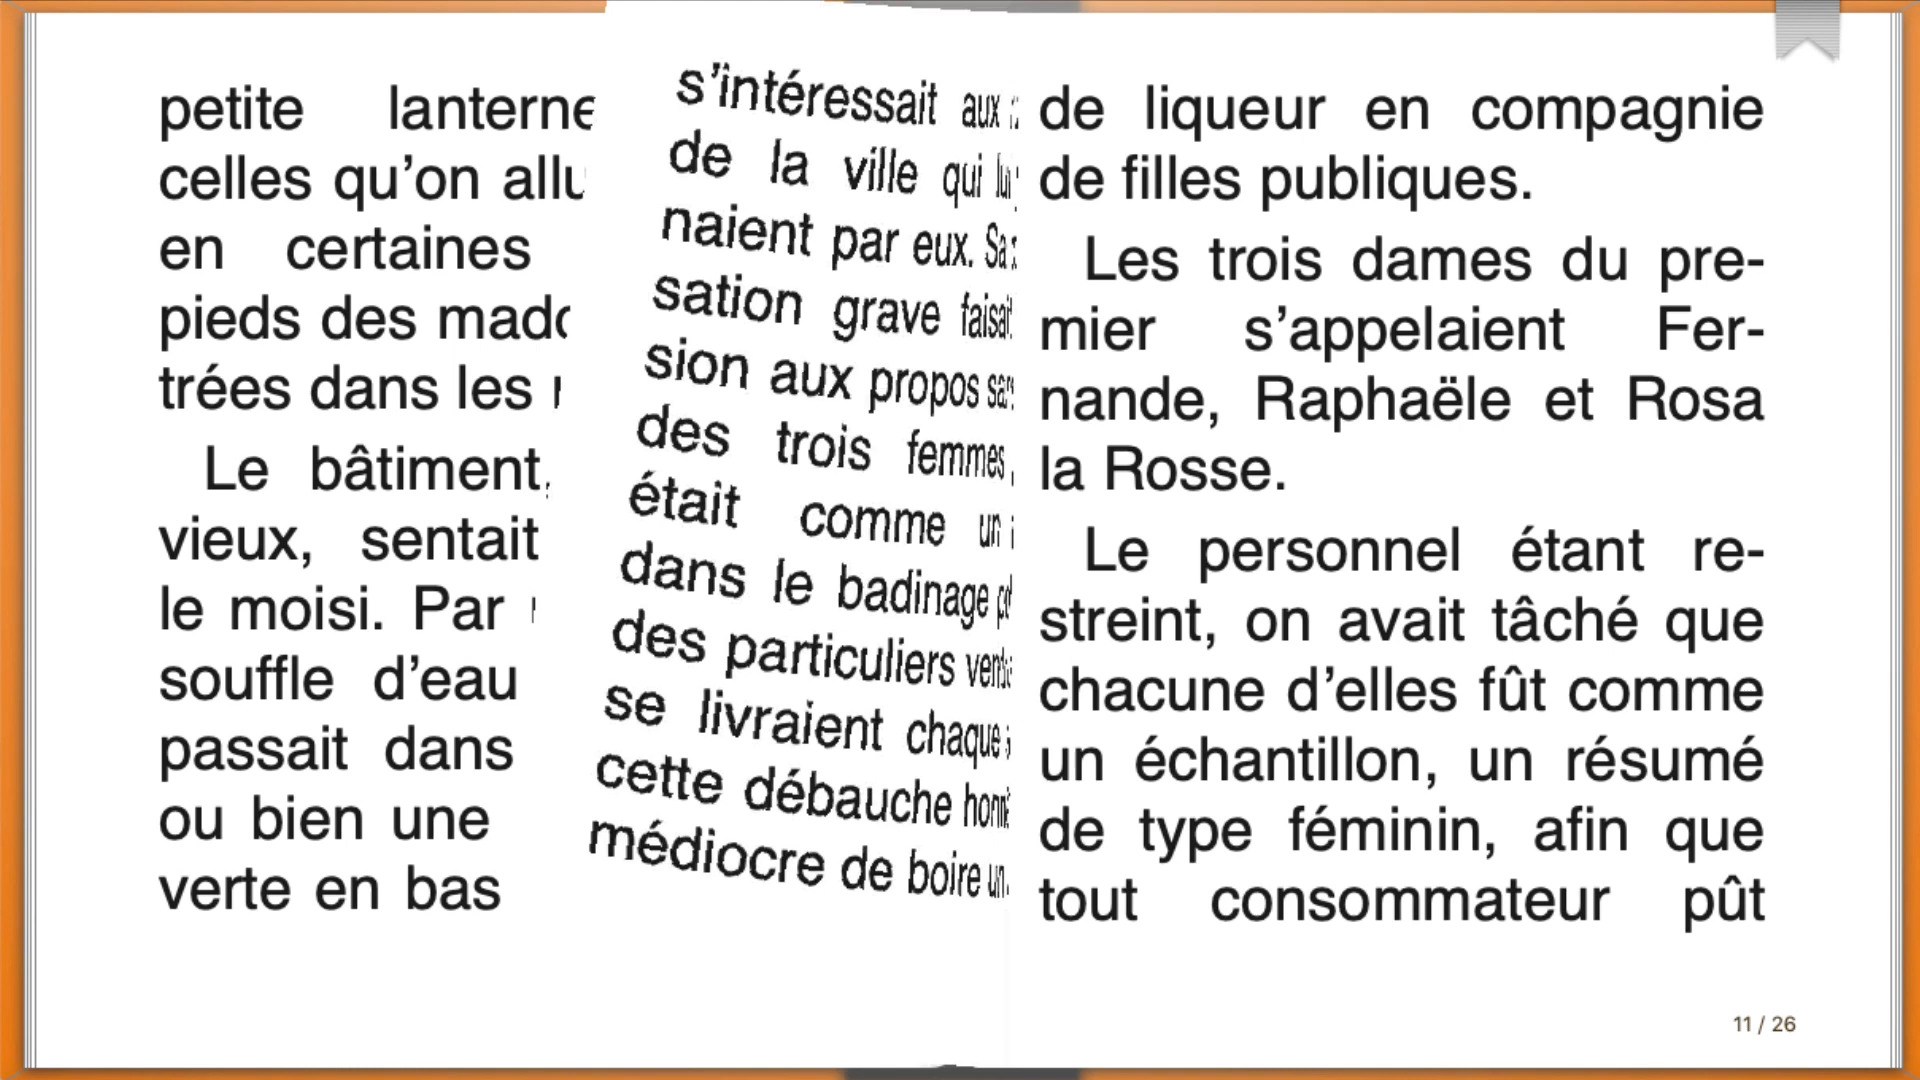 petite lanterne
celles qu’on
en certaines
pieds des
trées dans les
Le bâtiment,
vieux, sentait
le moisi. Par
souffle d’eau
passait dans
ou bien une
verte en bas
s’intéressait aux
de la ville qui
naient par eux. Sa
sation grave
sion aux propos
des trois femmes,
était comme un
dans le badinage
des particuliers
se livraient chaque
cette débauche
médiocre de boire un
de liqueur en compagnie
de filles publiques.
Les trois dames du pre-
mier s’appelaient Fer-
nande, Raphaële et Rosa
la Rosse.
Le personnel étant re-
streint, on avait tâché que
chacune d’elles fût comme
un échantillon, un résumé
de type féminin, afin que
tout consommateur pût
11 / 26